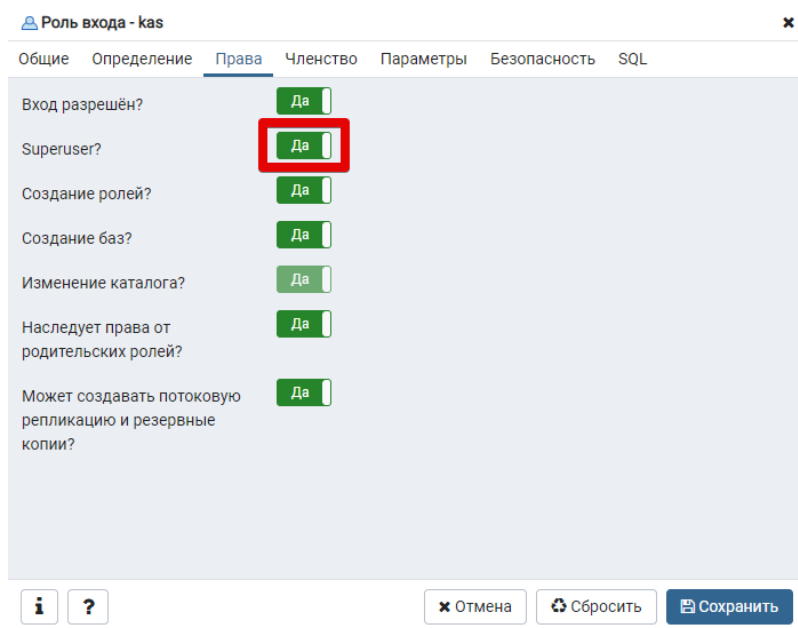 Роль входа - kas
Общие Определение Права Членство Параметры Безопасность SQL
Вход разрешён? Да
Superuser? Да
Создание ролей? Да
Создание баз? Да
Изменение каталога? Да
Наследует права от Да
родительских ролей?
Может создавать потоковую Да
репликацию и резервные
копии?
i ? Отмена Сбросить Сохранить